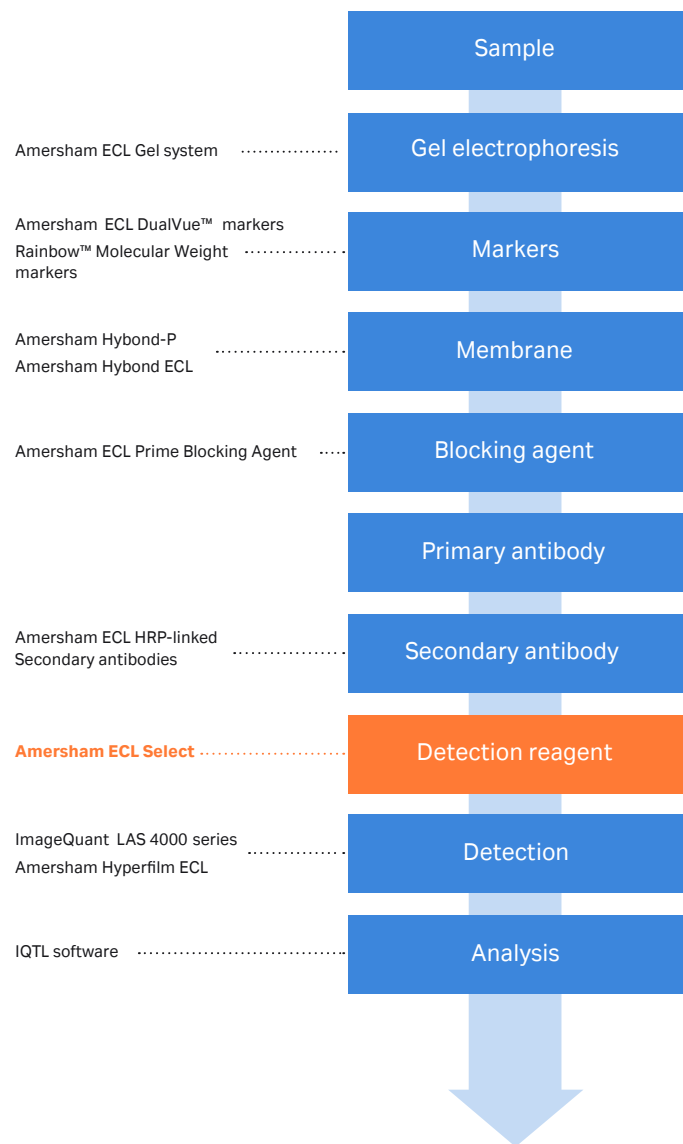 Sample
Amersham ECL Gel system
Gel electrophoresis
Amersham ECL DualVue™ markers
Rainbow™ Molecular Weight
markers
Markers
Amersham Hybond-P
Amersham Hybond ECL
Membrane
Amersham ECL Prime Blocking Agent
Blocking agent
Primary antibody
Amersham ECL HRP-linked
Secondary antibodies
Secondary antibody
Amersham ECL Select
Detection reagent
ImageQuant LAS 4000 series
Amersham Hyperfilm ECL
Detection
IQTL software
Analysis